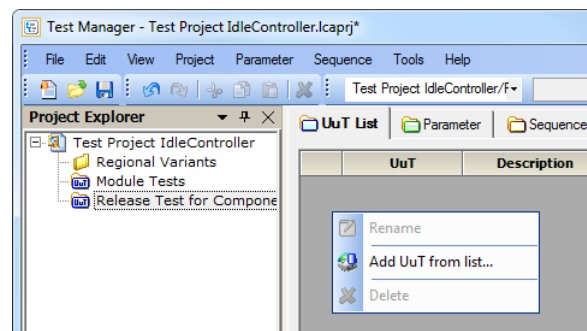 Test Manager - Test Project IdleController.lcaprj*
File Edit View Project Parameter Sequence Tools Help
Test Project IdleController/F
Project Explorer
UuT List Parameter Sequence
Test Project IdleController
Regional Variants
UuT Module Tests
UuT Release Test for Compone
UuT Description
Rename
Add UuT from list...
Delete